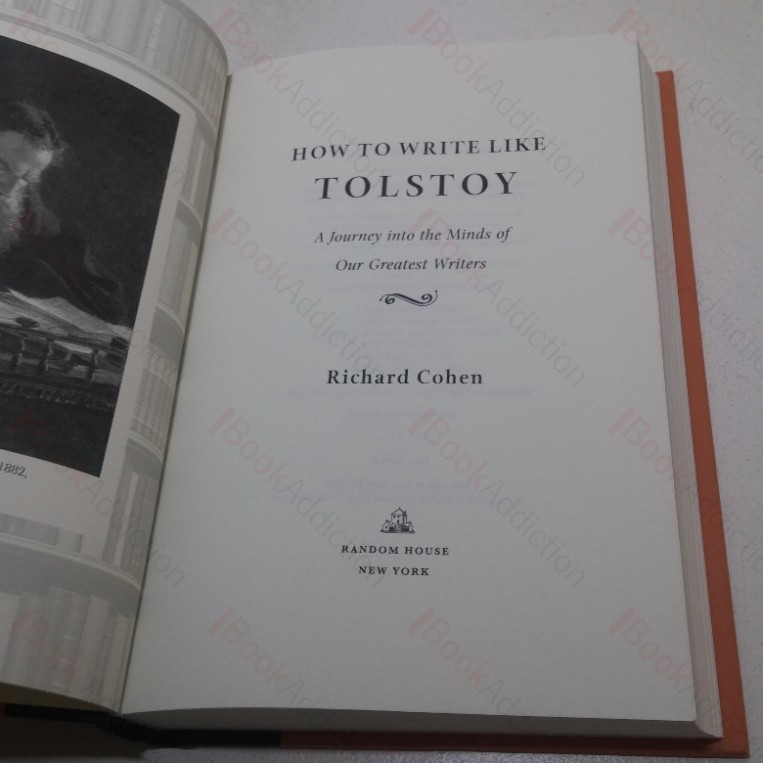 1882,
HOW TO WRITE LIKE
TOLSTOY
A Journey into the Minds of
Our Greatest Writers
Richard Cohen
RANDOM HOUSE
NEW YORK
BookAddiction